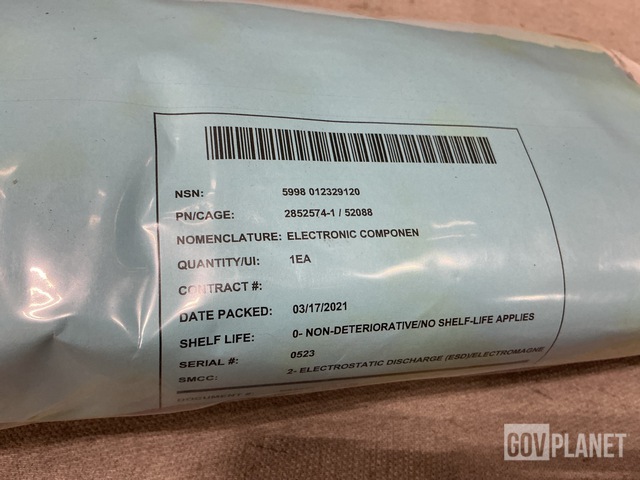 NSN: 5998 012329120
PN/CAGE: 2852574-1 / 52088
NOMENCLATURE: ELECTRONIC COMPONEN
QUANTITY/UI: 1EA
CONTRACT #:
DATE PACKED: 03/17/2021
SHELF LIFE: 0- NON-DETERIORATIVE/NO SHELF-LIFE APPLIES
SERIAL #: 0523
SMCC: 2- ELECTROSTATIC DISCHARGE (ESD)/ELECTROMAGNE
GOVPLANET